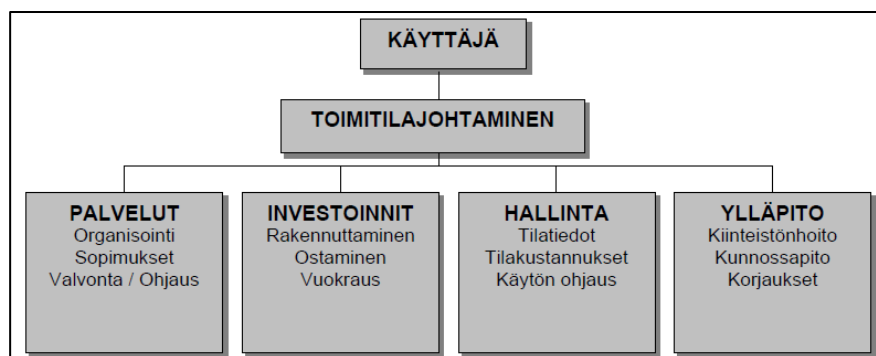 KÄYTTÄJÄ
TOIMITILAJOHTAMINEN
PALVELUT
Organisointi
Sopimukset
Valvonta / Ohjaus
INVESTOINNIT
Rakennuttaminen
Ostaminen
Vuokraus
HALLINTA
Tilatiedot
Tilakustannukset
Käytön ohjaus
YLLÄPITO
Kiinteistönhoito
Kunnossapito
Korjaukset